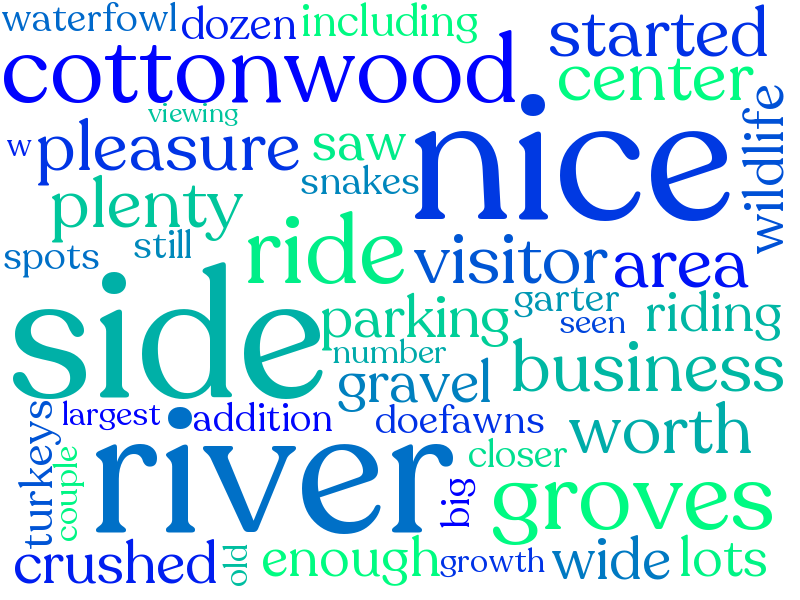 waterfowl dozen including started
cottonwood center
viewing
w pleasure saw nice wildlife
snakes
plenty
spots still ride visitor area
side parking garter seen riding
number
gravel business
largest addition doefawns worth
turkeys couple river closer
big groves
crushed old enough growth wide lots